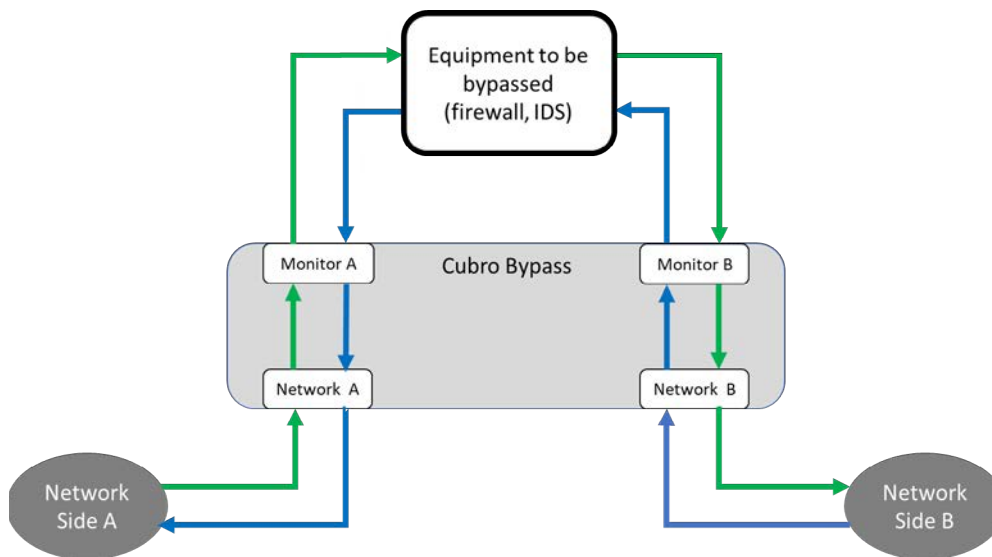 Equipment to be
bypassed
(firewall, IDS)
Monitor A
Cubro Bypass
Monitor B
Network A
Network B
Network
Side A
Network
Side B